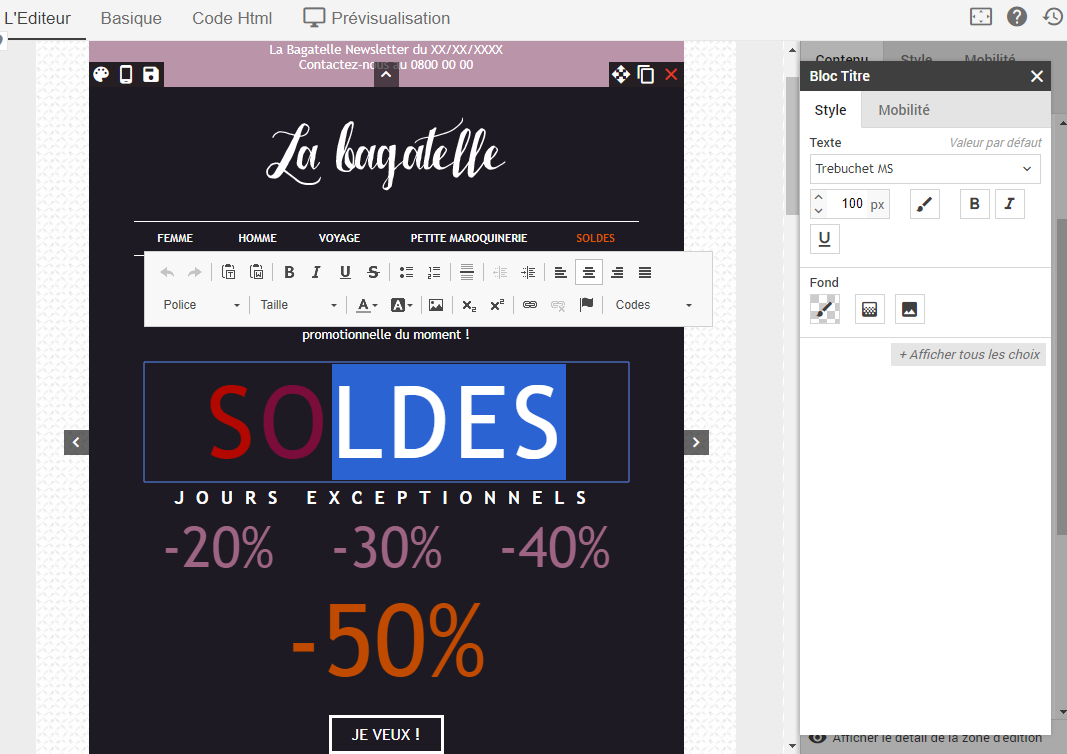 L'Editeur Basique Code Html Prévisualisation
La Bagatelle Newsletter du XX/XX/XXXX
Contactez-nous au 0800 00 00
La bagatelle
FEMME HOMME VOYAGE PETITE MAROQUINERIE SOLDES
Police Taille Codes
promotionnelle du moment !
SOLDES
JOURS EXCEPTIONNELS
-20% -30% -40%
-50%
JE VEUX !
Contenu Style Mobilité
Bloc Titre
Style Mobilité
Texte Valeur par défaut
Trebuchet MS
100 px
B I
U
Fond
+ Afficher tous les choix
Afficher le détail de la zone d'édition